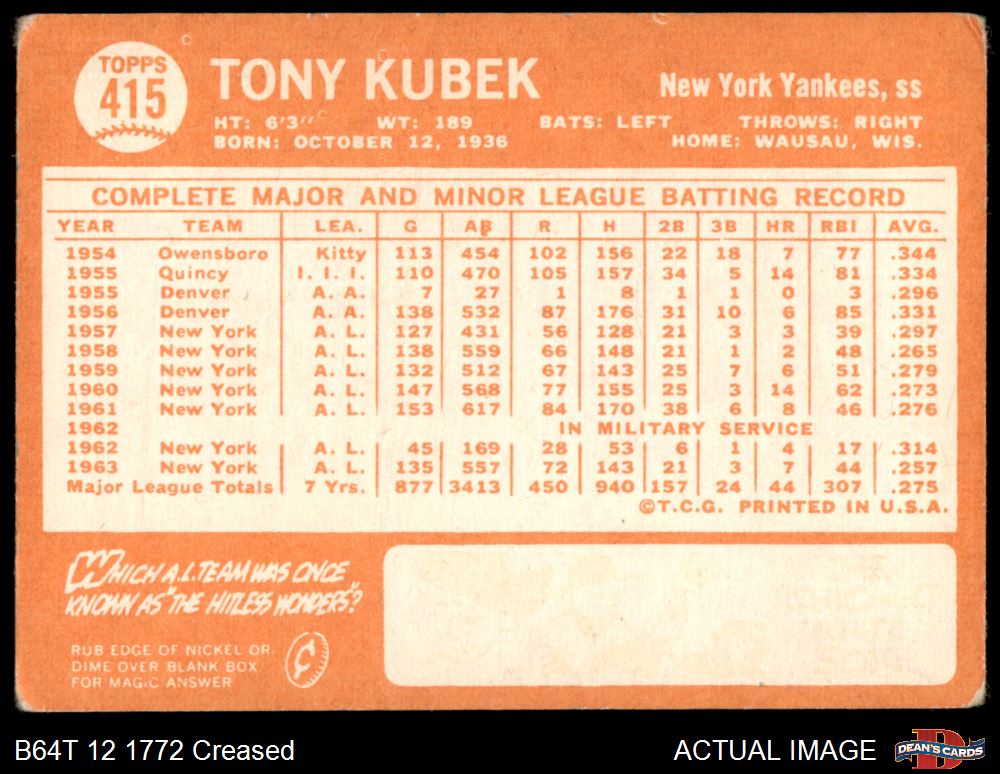 TOPPS
415
TONY KUBEK
New York Yankees, ss
HT: 6'3" WT: 189 BATS: LEFT THROWS: RIGHT
BORN: OCTOBER 12, 1936 HOME: WAUSAU, WIS.
COMPLETE MAJOR AND MINOR LEAGUE BATTING RECORD
YEAR TEAM LEA. G AB R H 2B 3B HR RBI AVG.
1954 Owensboro Kitty 113 454 102 156 22 18 7 77 .344
1955 Quincy I. I. I. 110 470 105 157 34 5 14 81 .334
1955 Denver A. A. 7 27 1 8 1 1 0 3 .296
1956 Denver A. A. 138 532 87 176 31 10 6 85 .331
1957 New York A. L. 127 431 56 128 21 3 3 39 .297
1958 New York A. L. 138 559 66 148 21 1 2 48 .265
1959 New York A. L. 132 512 67 143 25 7 6 51 .279
1960 New York A. L. 147 568 77 155 25 3 14 62 .273
1961 New York A. L. 153 617 84 170 38 6 8 46 .276
1962 IN MILITARY SERVICE
1962 New York A. L. 45 169 28 53 6 1 4 17 .314
1963 New York A. L. 135 557 72 143 21 3 7 44 .257
Major League Totals 7 Yrs. 877 3413 450 940 157 24 44 307 .275
©T.C.G. PRINTED IN U.S.A.
WHICH A.L. TEAM WAS ONCE
KNOWN AS "THE HITLESS WONDERS"?
RUB EDGE OF NICKEL OR
DIME OVER BLANK BOX
FOR MAGIC ANSWER
¢
B64T 12 1772 Creased
ACTUAL IMAGE
DEAN'S CARDS